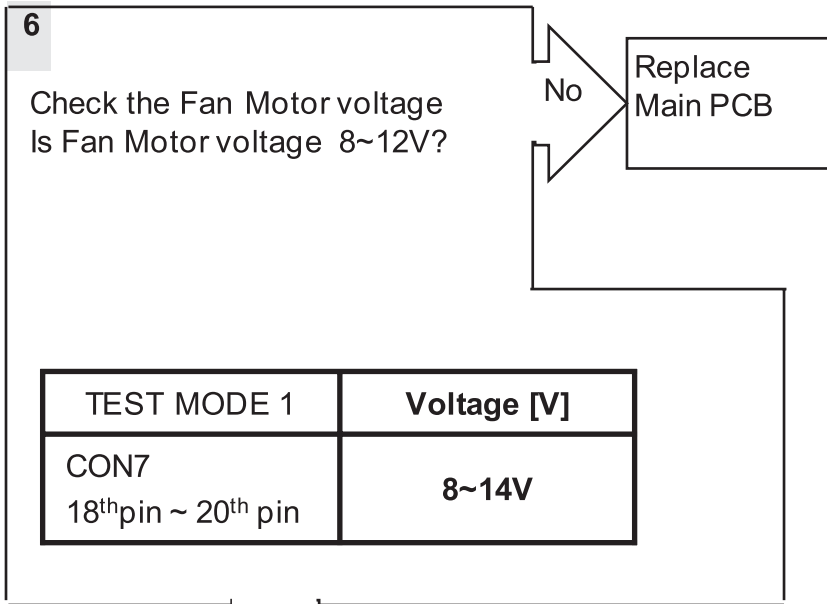 6
Check the Fan Motor voltage
Is Fan Motor voltage 8~12V?
No
Replace
Main PCB
TEST MODE 1
Voltage [V]
CON7
18thpin ~ 20th pin
8~14V